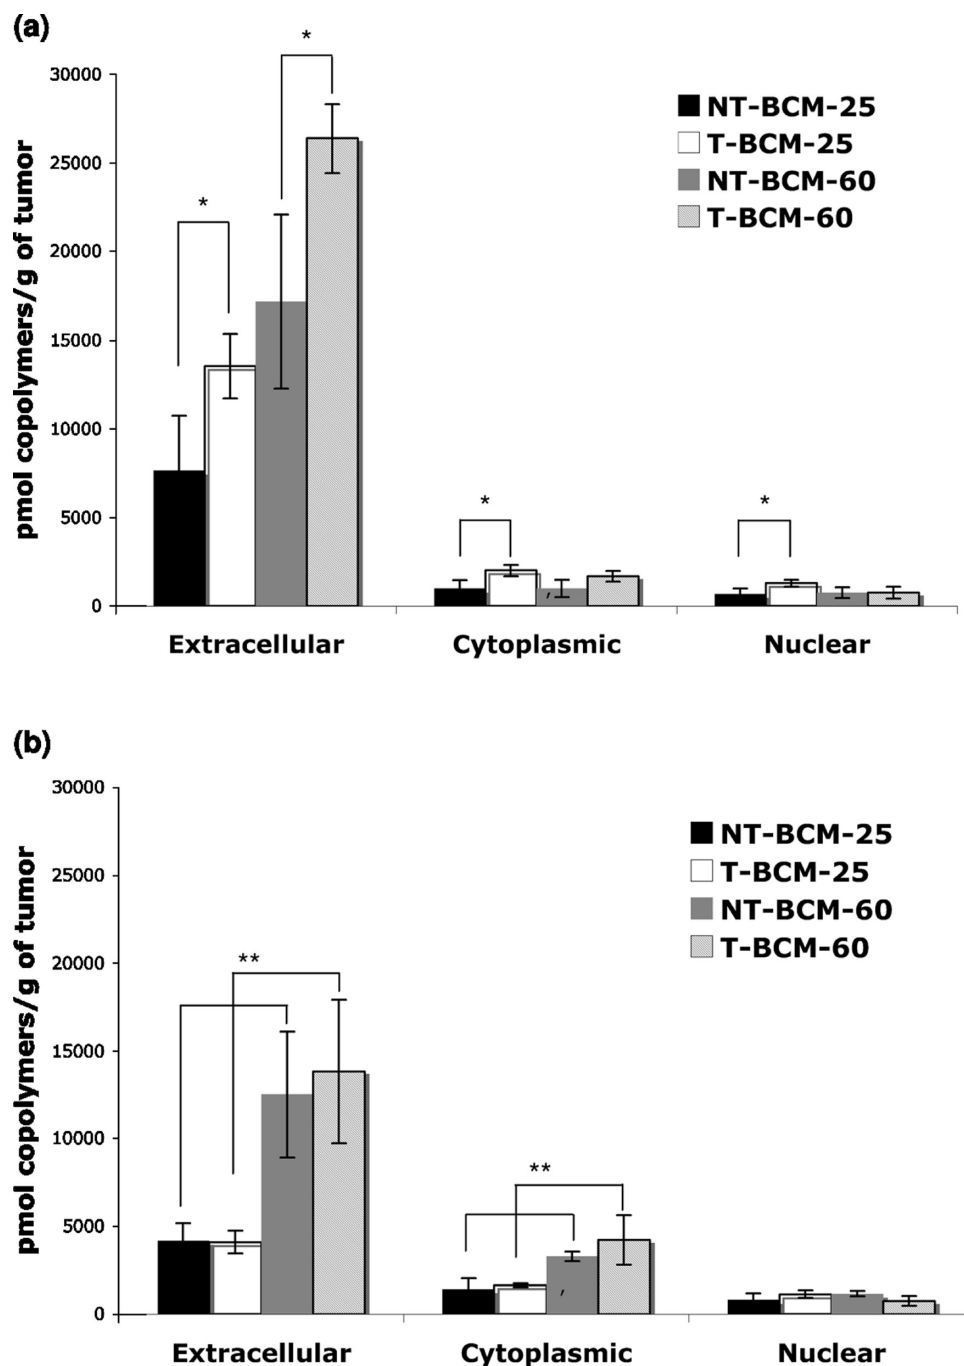 (a)
*
30000
NT-BCM-25
T-BCM-25
NT-BCM-60
T-BCM-60
25000
*
20000
15000
10000
5000
0
*
*
pmol copolymers/g of tumor
Extracellular Cytoplasmic Nuclear
(b)
30000
NT-BCM-25
T-BCM-25
NT-BCM-60
T-BCM-60
25000
20000
**
15000
10000
5000
0
**
pmol copolymers/g of tumor
Extracellular Cytoplasmic Nuclear